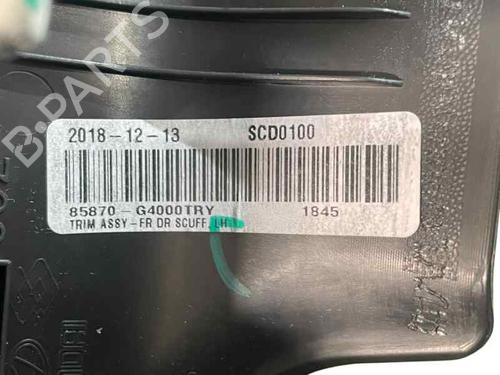 B.PARTS
2018-12-13 SCD0100
85870-G4000TRY 1845
TRIM ASSY-FR DR SCUFF,LH